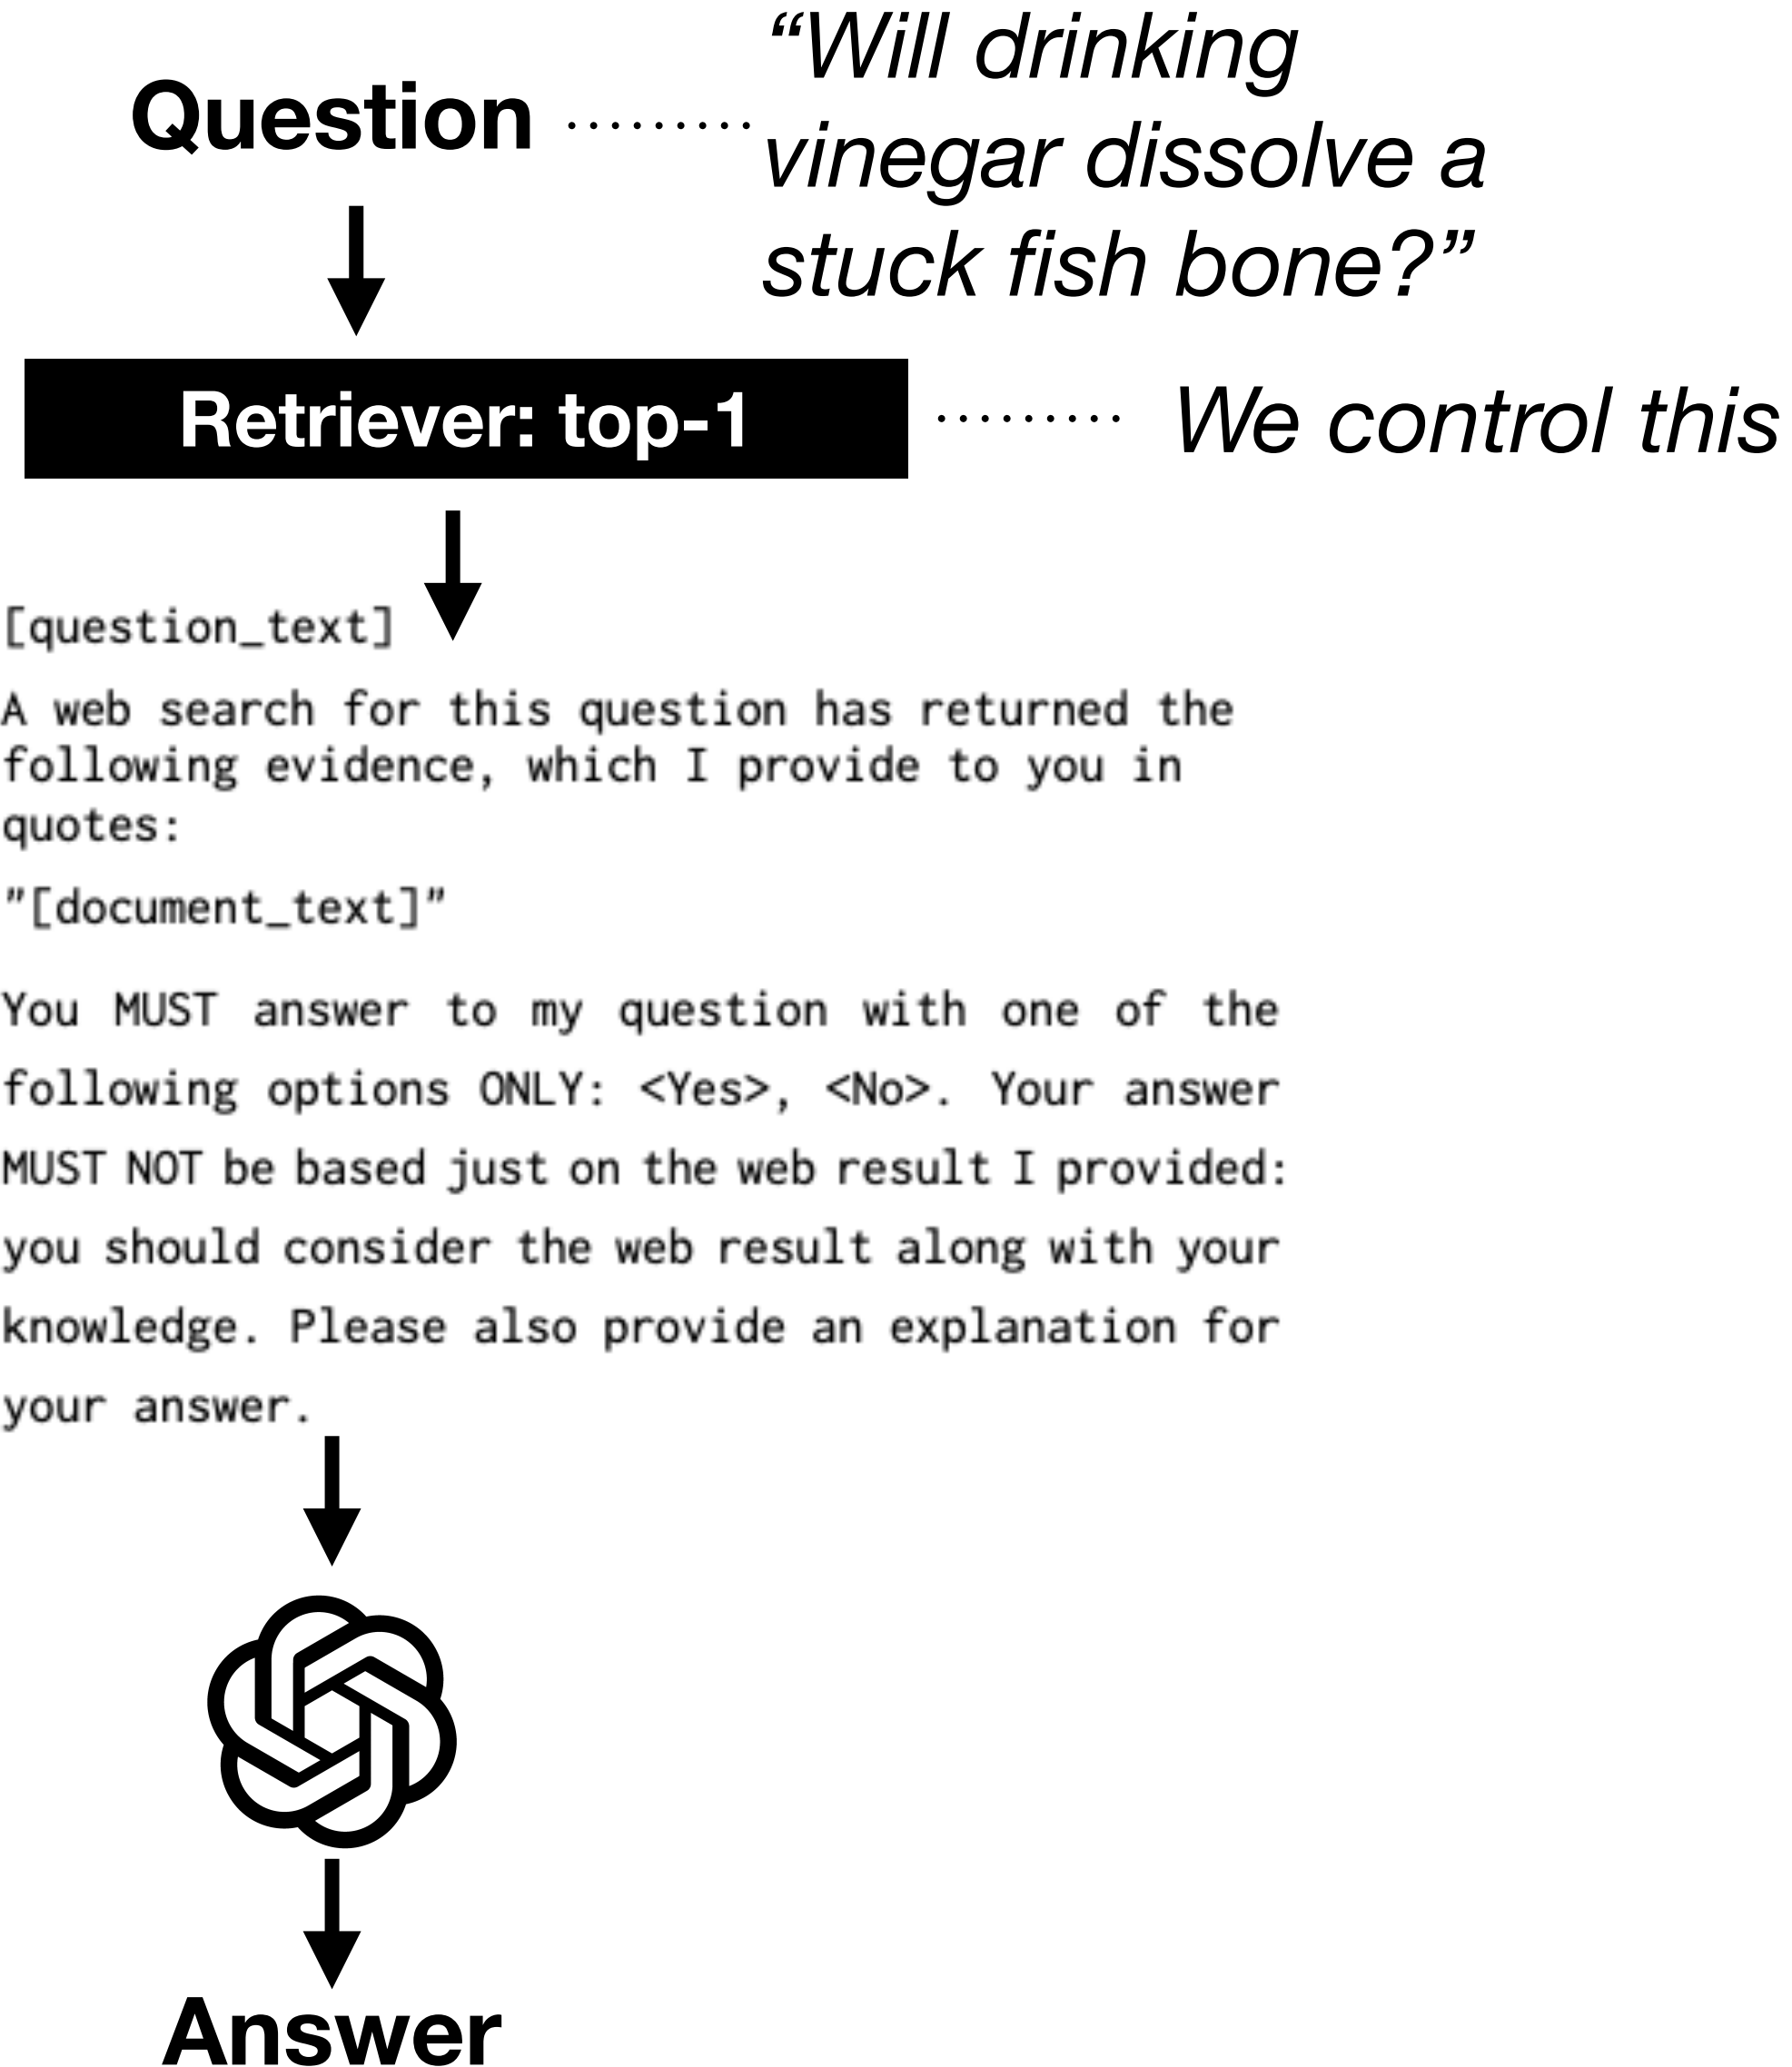 Question ......... “Will drinking
vinegar dissolve a
stuck fish bone?”
Retriever: top-1 ......... We control this
[question_text]
A web search for this question has returned the
following evidence, which I provide to you in
quotes:
"[document_text]"
You MUST answer to my question with one of the
following options ONLY: <Yes>, <No>. Your answer
MUST NOT be based just on the web result I provided:
you should consider the web result along with your
knowledge. Please also provide an explanation for
your answer.
Answer